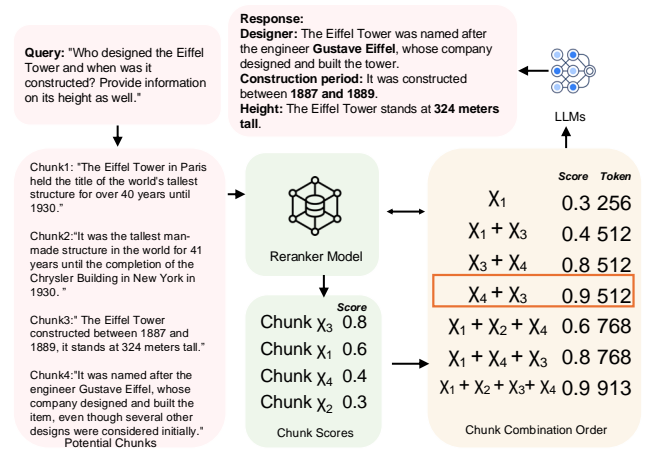 Query: "Who designed the Eiffel
Tower and when was it
constructed? Provide information
on its height as well."
Response:
Designer: The Eiffel Tower was named after
the engineer Gustave Eiffel, whose company
designed and built the tower.
Construction period: It was constructed
between 1887 and 1889.
Height: The Eiffel Tower stands at 324 meters
tall.
LLMs
Chunk1: "The Eiffel Tower in Paris
held the title of the world's tallest
structure for over 40 years until
1930."
Chunk2:"It was the tallest man-
made structure in the world for 41
years until the completion of the
Chrysler Building in New York in
1930. "
Chunk3:" The Eiffel Tower
constructed between 1887 and
1889, it stands at 324 meters tall."
Chunk4:"It was named after the
engineer Gustave Eiffel, whose
company designed and built the
item, even though several other
designs were considered initially."
Potential Chunks
Reranker Model
Score
Chunk χ₃ 0.8
Chunk χ₁ 0.6
Chunk χ₄ 0.4
Chunk χ₂ 0.3
Chunk Scores
Score Token
χ₁ 0.3 256
χ₁ + χ₃ 0.4 512
χ₃ + χ₄ 0.8 512
χ₄ + χ₃ 0.9 512
χ₁ + χ₂ + χ₄ 0.6 768
χ₁ + χ₄ + χ₃ 0.8 768
χ₁ + χ₂ + χ₃+ χ₄ 0.9 913
Chunk Combination Order